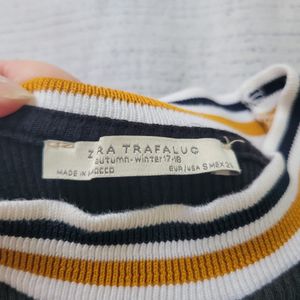 ZARA TRAFALUC
autumn-winter 17/18
MADE IN MOROCCO EUR/USA S MEX 26